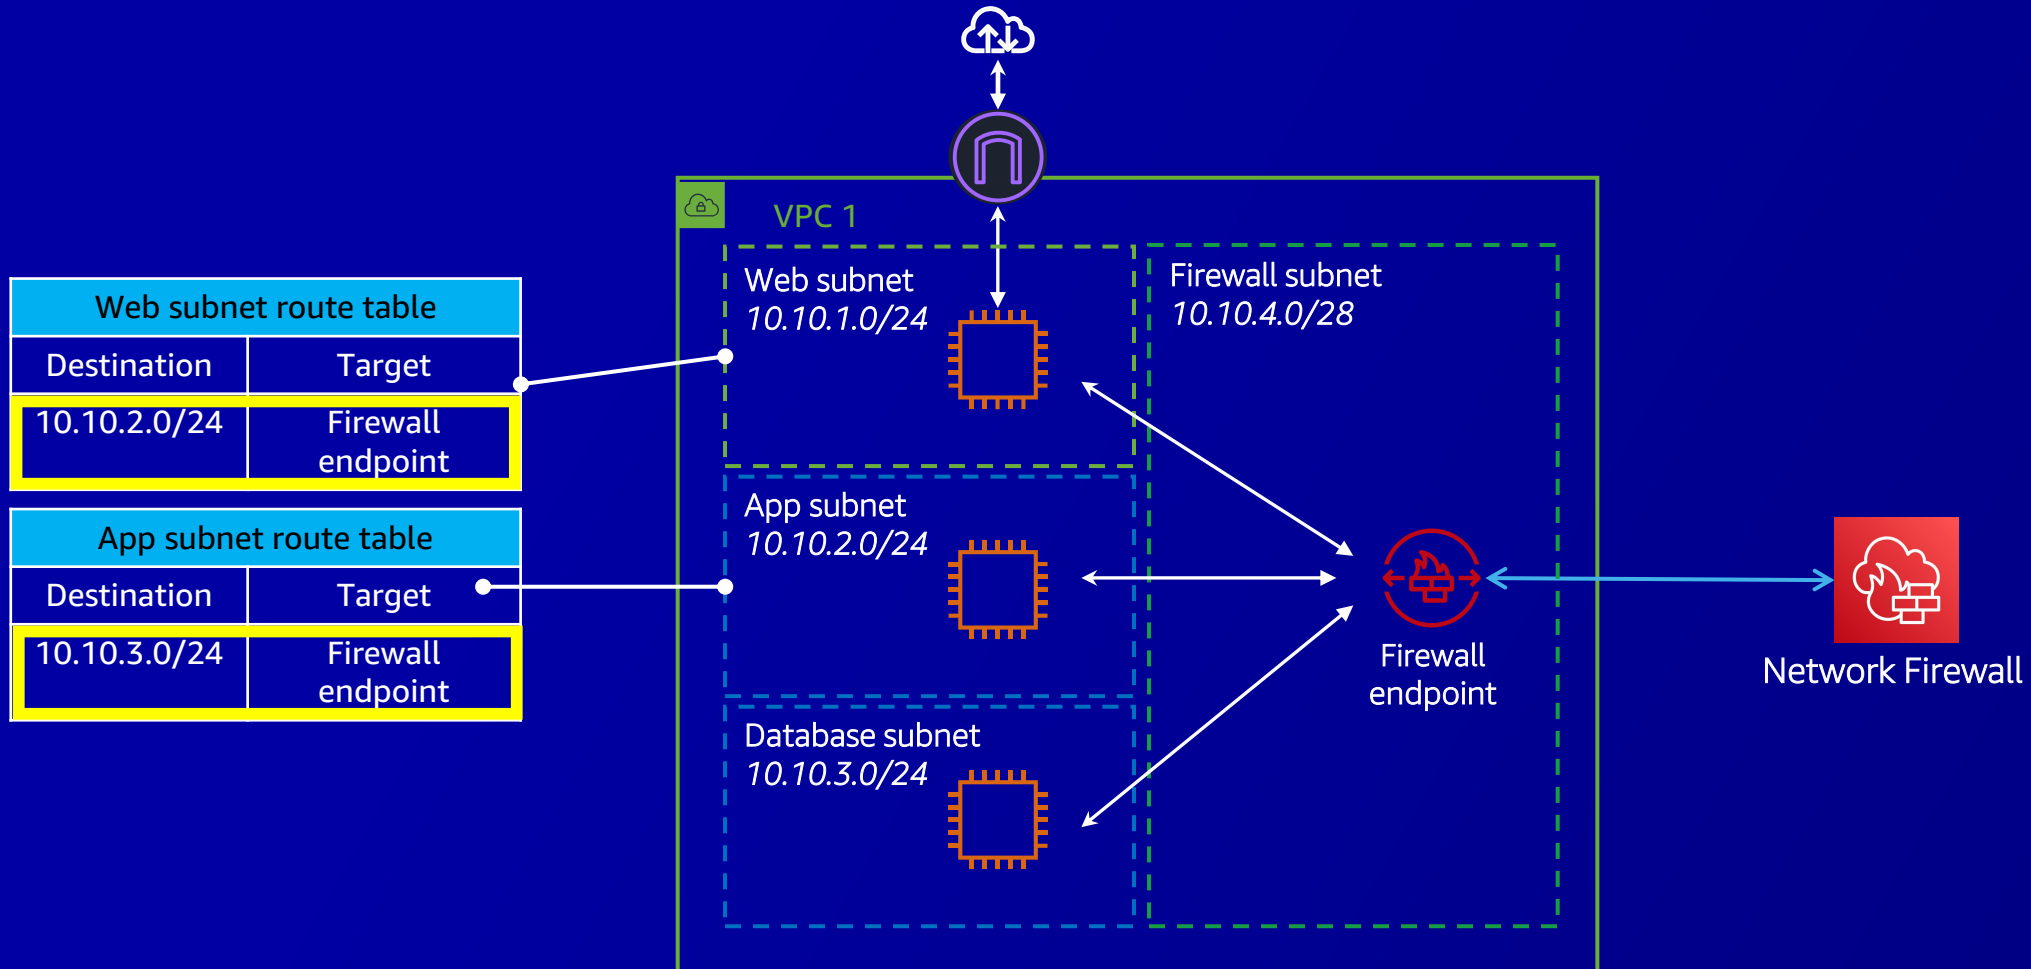 VPC 1
Web subnet
10.10.1.0/24
Firewall subnet
10.10.4.0/28
Web subnet route table
Destination Target
10.10.2.0/24 Firewall
endpoint
App subnet route table
Destination Target
10.10.3.0/24 Firewall
endpoint
App subnet
10.10.2.0/24
Database subnet
10.10.3.0/24
Firewall
endpoint
Network Firewall